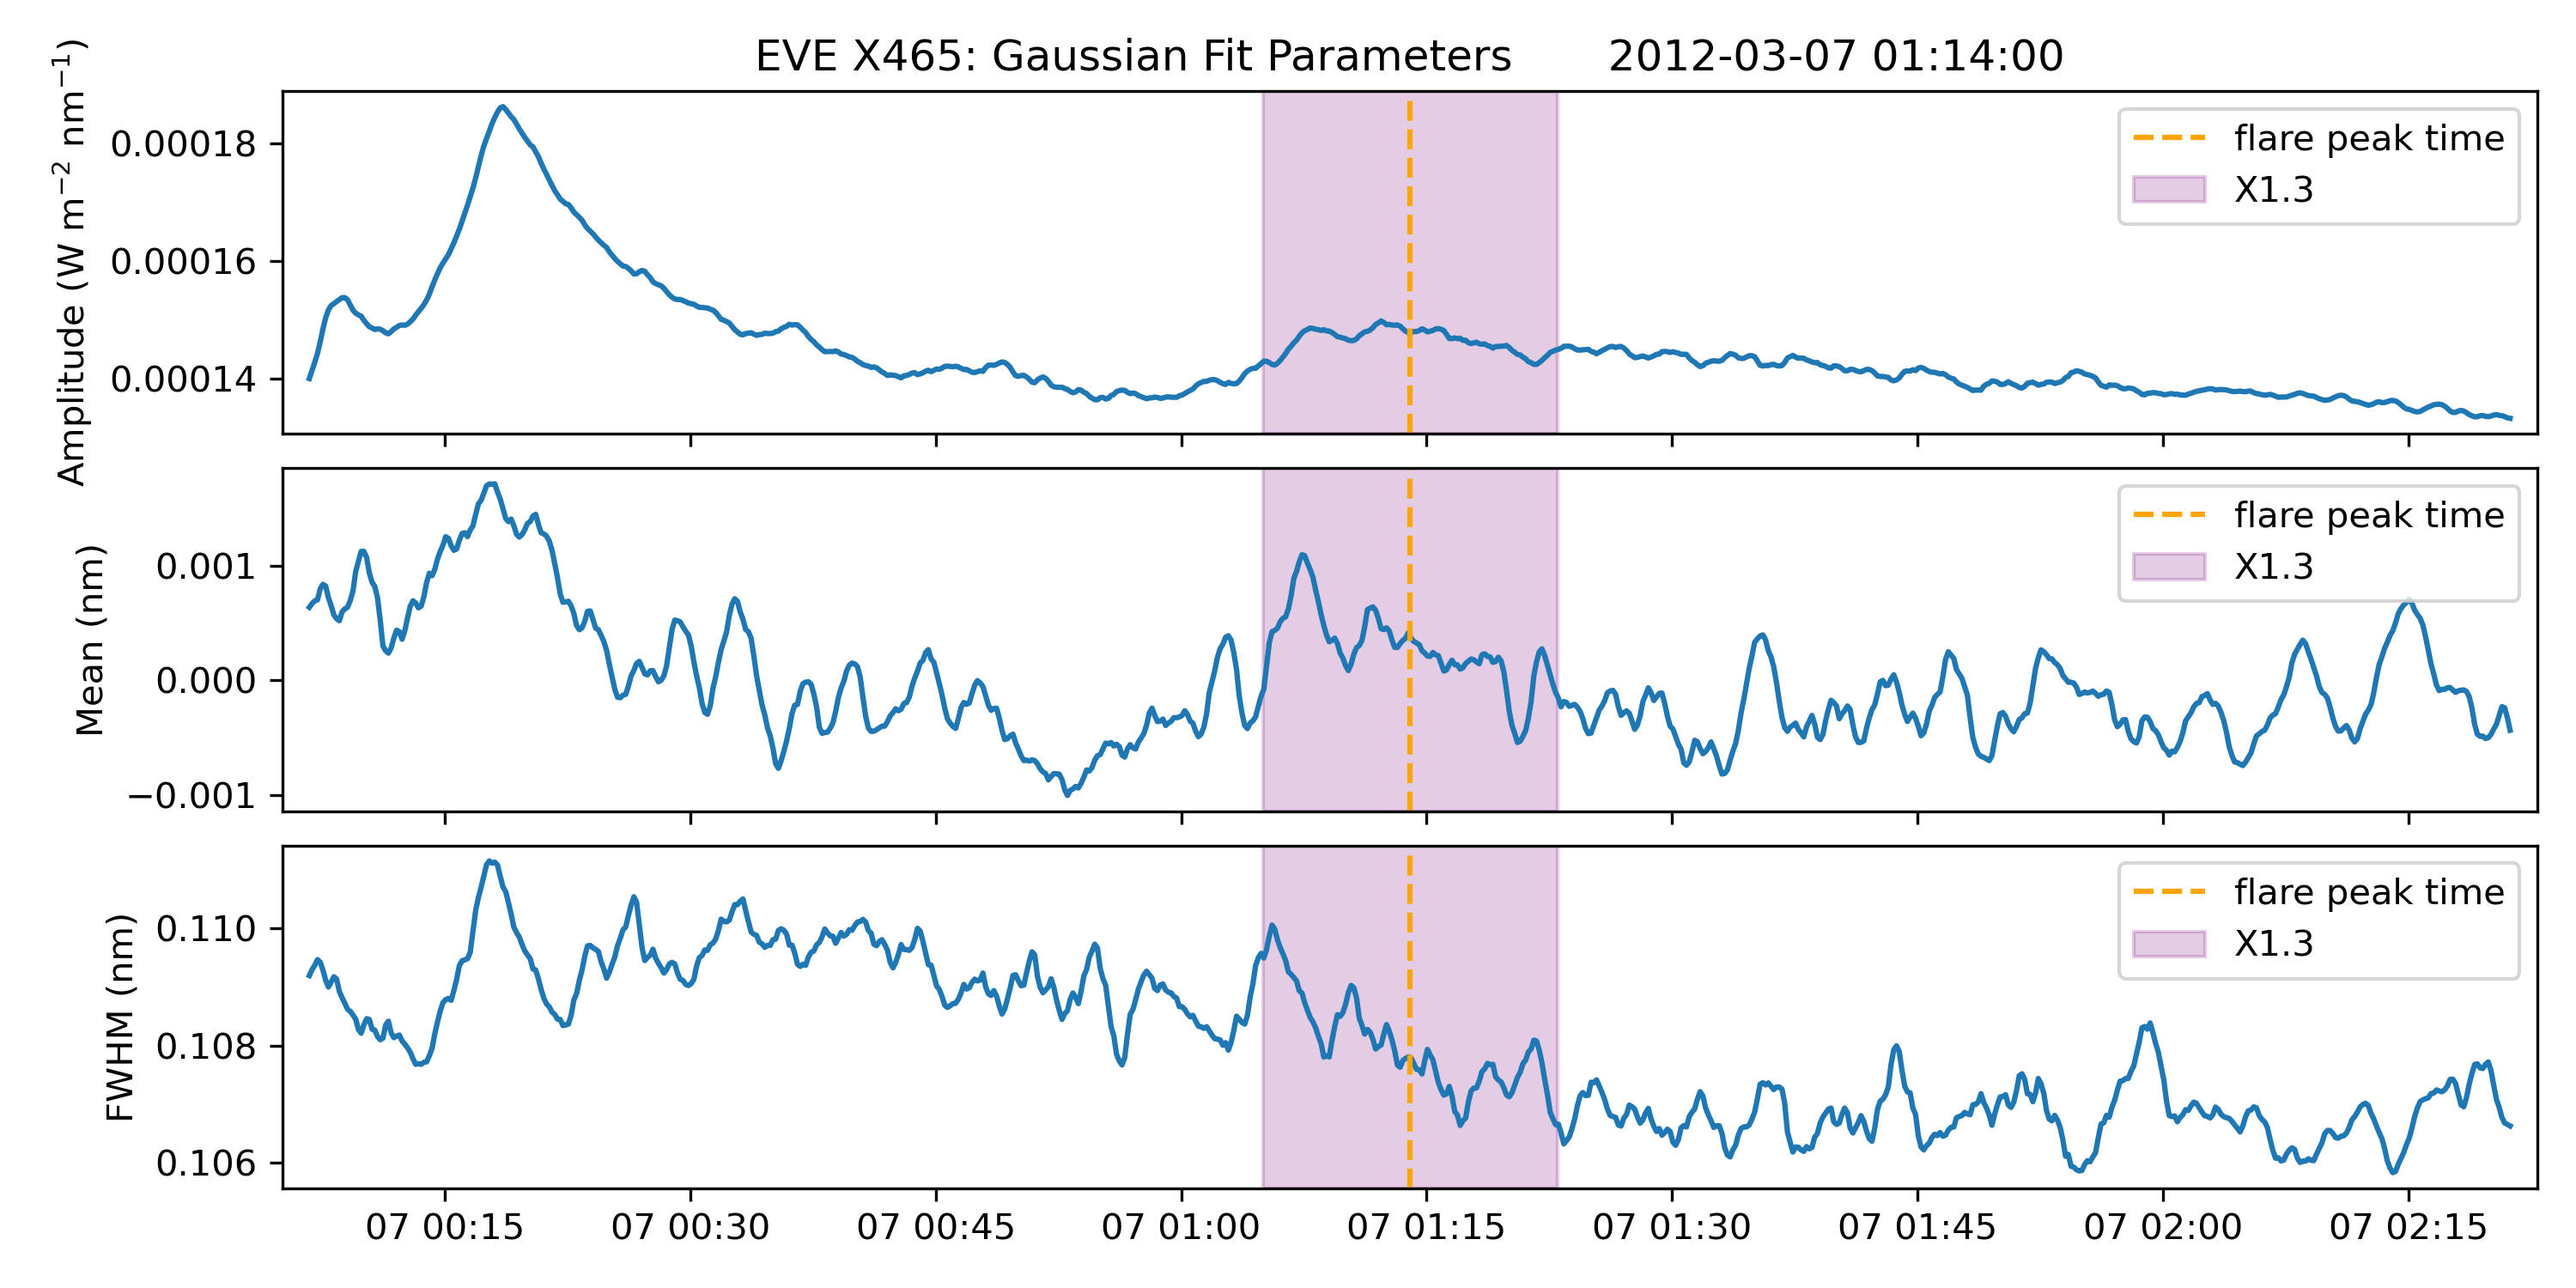 EVE X465: Gaussian Fit Parameters 2012-03-07 01:14:00
Amplitude (W m⁻² nm⁻¹)
0.00018
0.00016
0.00014
flare peak time
X1.3
Mean (nm)
0.001
0.000
−0.001
flare peak time
X1.3
FWHM (nm)
0.110
0.108
0.106
flare peak time
X1.3
07 00:15 07 00:30 07 00:45 07 01:00 07 01:15 07 01:30 07 01:45 07 02:00 07 02:15